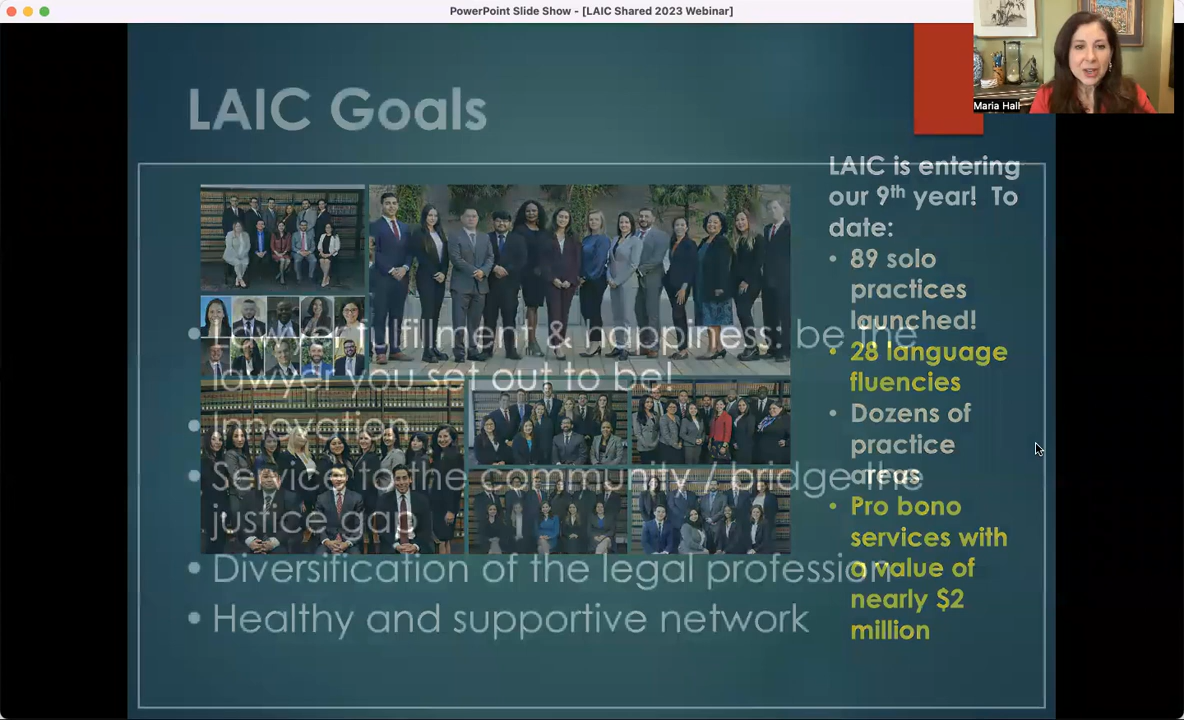 PowerPoint Slide Show - [LAIC Shared 2023 Webinar]
Maria Hall
LAIC Goals
• Lawyer fulfillment & happiness: be the
lawyer you set out to be!
• Innovation
• Service to the community / bridge the
justice gap
• Diversification of the legal profession
• Healthy and supportive network
LAIC is entering
our 9th year! To
date:
• 89 solo
practices
launched!
• 28 language
fluencies
• Dozens of
practice
areas
• Pro bono
services with
a value of
nearly $2
million